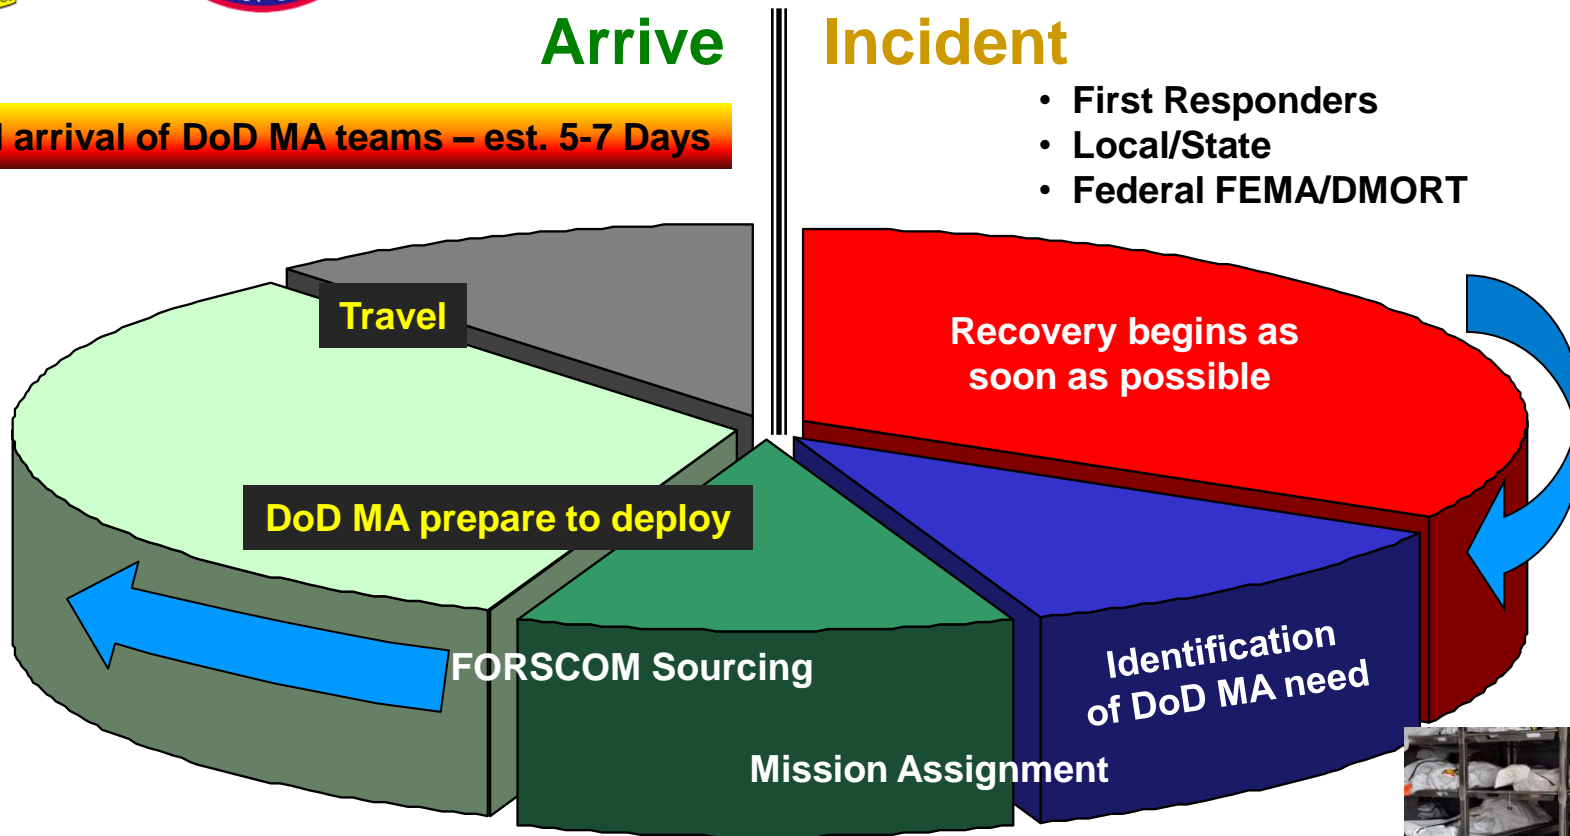 Arrive
Incident
arrival of DoD MA teams – est. 5-7 Days
• First Responders
• Local/State
• Federal FEMA/DMORT
Travel
Recovery begins as
soon as possible
DoD MA prepare to deploy
FORSCOM Sourcing
Identification
of DoD MA need
Mission Assignment